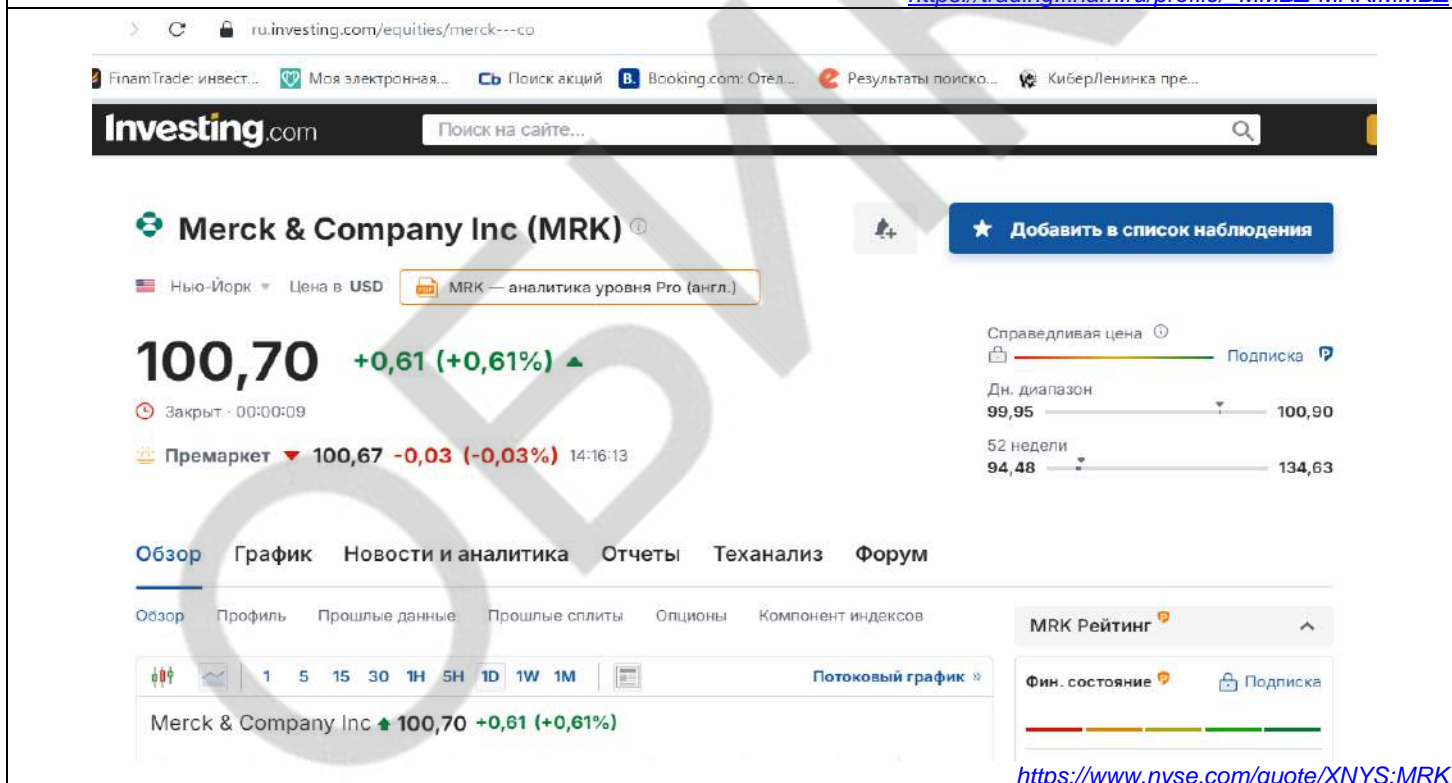 https://trading.finam.ru/profile/
ru.investing.com/equities/merck---co
FinamTrade: инвест... Моя электронная... Cb Поиск акций B. Booking.com: Отел... Результаты поиско... КиберЛенинка пре...
Investing.com Поиск на сайте...
Merck & Company Inc (MRK)
Добавить в список наблюдения
Нью-Йорк Цена в USD MRK — аналитика уровня Pro (англ.)
100,70 +0,61 (+0,61%)
Закрыт · 00:00:09
Премаркет 100,67 -0,03 (-0,03%) 14:16:13
Справедливая цена
Подписка
Дн. диапазон
99,95 100,90
52 недели
94,48 134,63
Обзор График Новости и аналитика Отчеты Теханализ Форум
Обзор Профиль Прошлые данные Прошлые сплиты Опционы Компонент индексов
1 5 15 30 1H 5H 1D 1W 1M Потоковый график »
Merck & Company Inc 100,70 +0,61 (+0,61%)
MRK Рейтинг
Фин. состояние Подписка
https://www.nyse.com/quote/XNYS:MRK